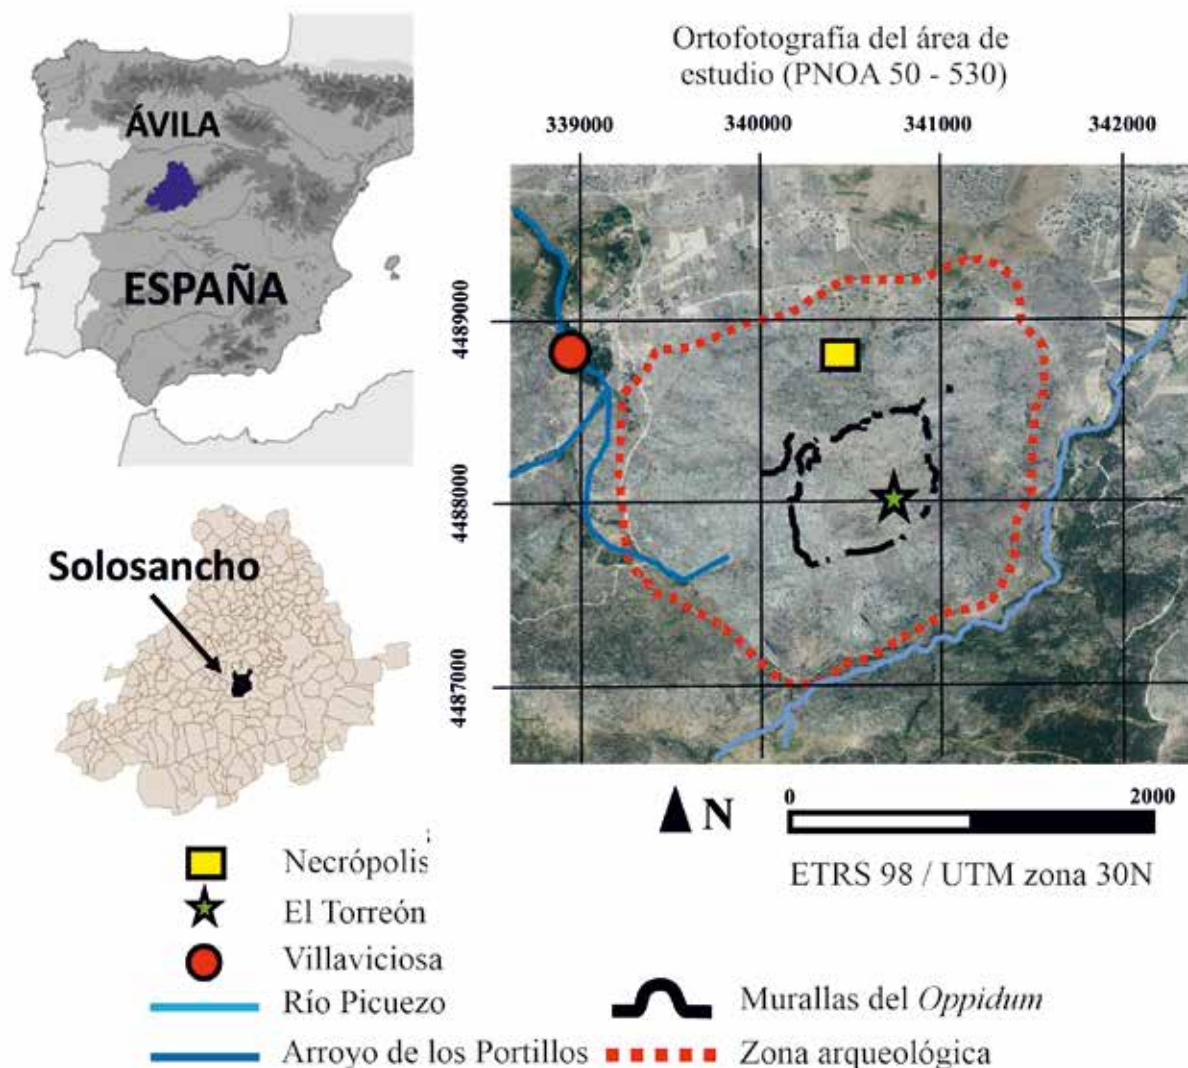 ÁVILA
ESPAÑA
Solosancho
Ortofotografía del área de
estudio (PNOA 50 - 530)
339000 340000 341000 342000
4489000
4488000
4487000
N
0 2000
ETRS 98 / UTM zona 30N
Necrópolis
El Torreón
Villaviciosa
Río Picuezo
Arroyo de los Portillos
Murallas del Oppidum
Zona arqueológica